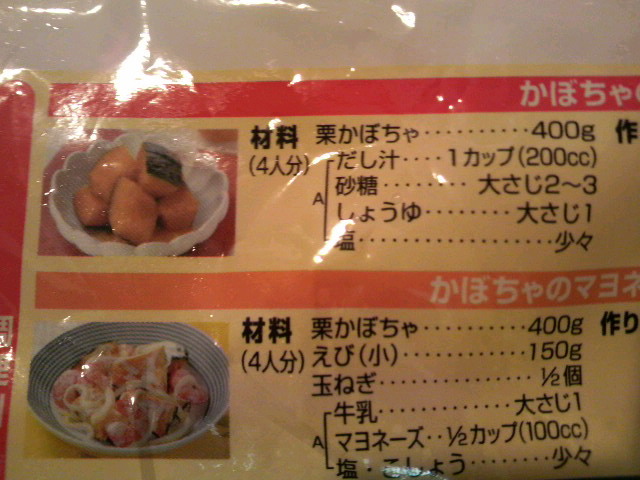 かぼちゃの
材料 栗かぼちゃ・・・・・・・・・・400g 作
(4人分) だし汁・・・・1カップ(200cc)
A 砂糖・・・・・・・・大さじ2〜3
しょうゆ・・・・・・・・大さじ1
塩・・・・・・・・・・・・・・・・・少々
かぼちゃのマヨネ
材料 栗かぼちゃ・・・・・・・・・・400g 作り
(4人分) えび(小)・・・・・・・・・・・・150g
玉ねぎ・・・・・・・・・・・・・・½個
牛乳・・・・・・・・・・・・大さじ1
A マヨネーズ・・½カップ(100cc)
塩・こしょう・・・・・・・・少々